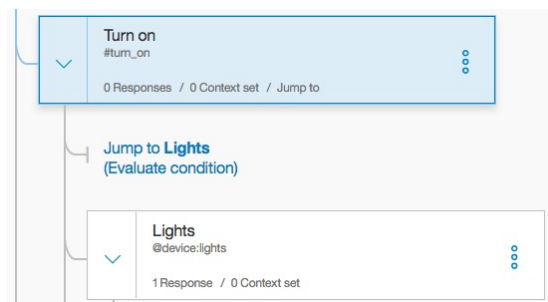 Turn on
#turn_on
0 Responses / 0 Context set / Jump to
Jump to Lights
(Evaluate condition)
Lights
@device:lights
1 Response / 0 Context set